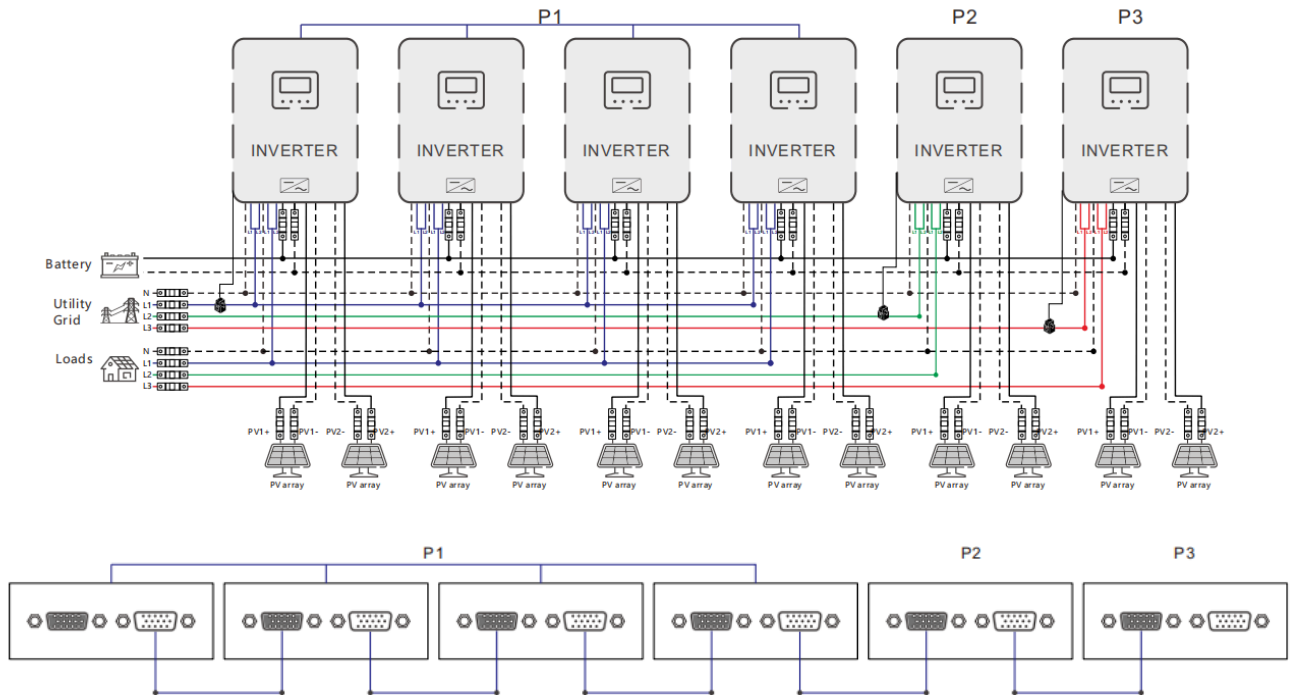 P1 P2 P3
INVERTER INVERTER INVERTER INVERTER INVERTER INVERTER
Battery
Utility
Grid
N
L1
L2
L3
Loads
N
L1
L2
L3
PV1+ PV1- PV2- PV2+ PV1+ PV1- PV2- PV2+ PV1+ PV1- PV2- PV2+ PV1+ PV1- PV2- PV2+ PV1+ PV1- PV2- PV2+ PV1+ PV1- PV2- PV2+
PV array PV array PV array PV array PV array PV array PV array PV array PV array PV array PV array PV array
P1 P2 P3